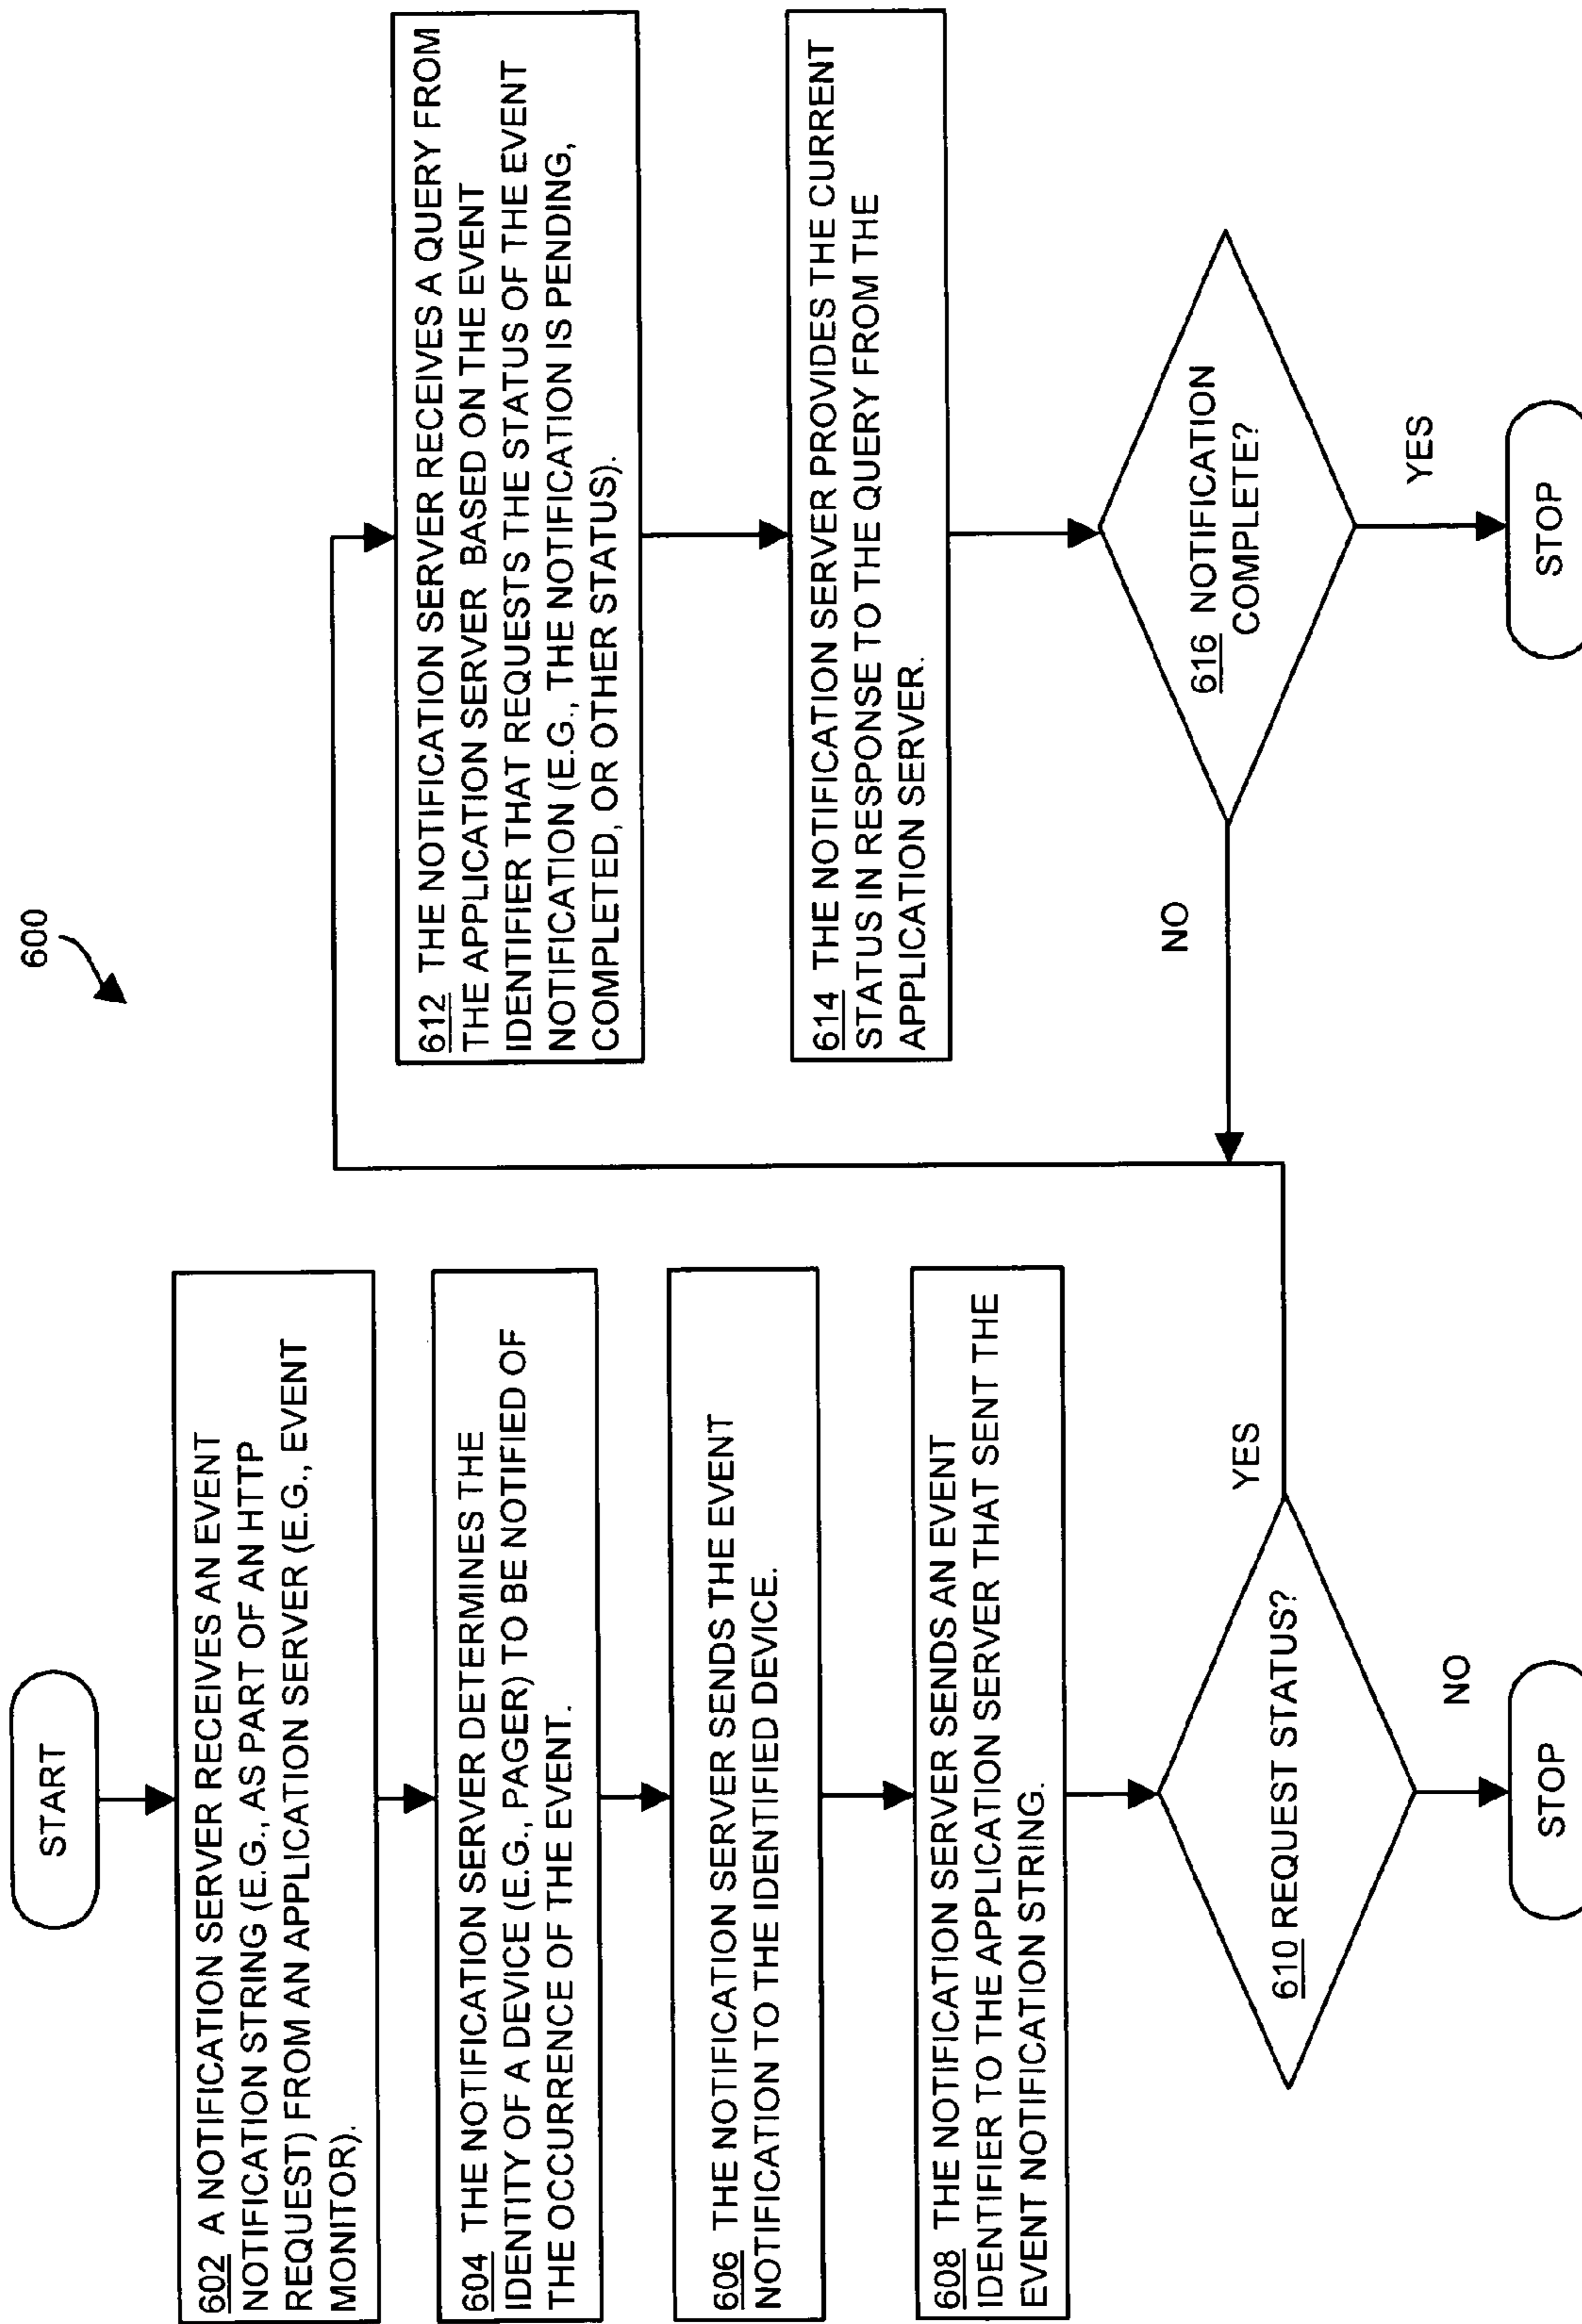 600
START
602 A NOTIFICATION SERVER RECEIVES AN EVENT
NOTIFICATION STRING (E.G., AS PART OF AN HTTP
REQUEST) FROM AN APPLICATION SERVER (E.G., EVENT
MONITOR).
604 THE NOTIFICATION SERVER DETERMINES THE
IDENTITY OF A DEVICE (E.G., PAGER) TO BE NOTIFIED OF
THE OCCURRENCE OF THE EVENT.
606 THE NOTIFICATION SERVER SENDS THE EVENT
NOTIFICATION TO THE IDENTIFIED DEVICE.
608 THE NOTIFICATION SERVER SENDS AN EVENT
IDENTIFIER TO THE APPLICATION SERVER THAT SENT THE
EVENT NOTIFICATION STRING.
610 REQUEST STATUS?
YES
NO
STOP
612 THE NOTIFICATION SERVER RECEIVES A QUERY FROM
THE APPLICATION SERVER BASED ON THE EVENT
IDENTIFIER THAT REQUESTS THE STATUS OF THE EVENT
NOTIFICATION (E.G., THE NOTIFICATION IS PENDING,
COMPLETED, OR OTHER STATUS).
614 THE NOTIFICATION SERVER PROVIDES THE CURRENT
STATUS IN RESPONSE TO THE QUERY FROM THE
APPLICATION SERVER.
616 NOTIFICATION
COMPLETE?
NO
YES
STOP